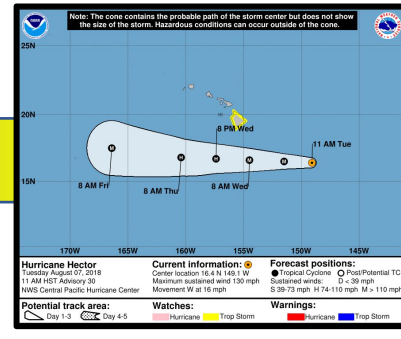 Note: The cone contains the probable path of the storm center but does not show
the size of the storm. Hazardous conditions can occur outside of the cone.
25N
20N
8 PM Wed
11 AM Tue
M
H
H
M
M
15N
8 AM Fri
8 AM Thu
8 AM Wed
170W 165W 160W 155W 150W 145W
Hurricane Hector
Tuesday August 07, 2018
11 AM HST Advisory 30
NWS Central Pacific Hurricane Center
Current information:
Center location 16.4 N 149.1 W
Maximum sustained wind 130 mph
Movement W at 16 mph
Forecast positions:
Tropical Cyclone Post/Potential TC
Sustained winds: D < 39 mph
S 39-73 mph H 74-110 mph M > 110 mph
Potential track area:
Day 1-3 Day 4-5
Watches:
Hurricane Trop Storm
Warnings:
Hurricane Trop Storm